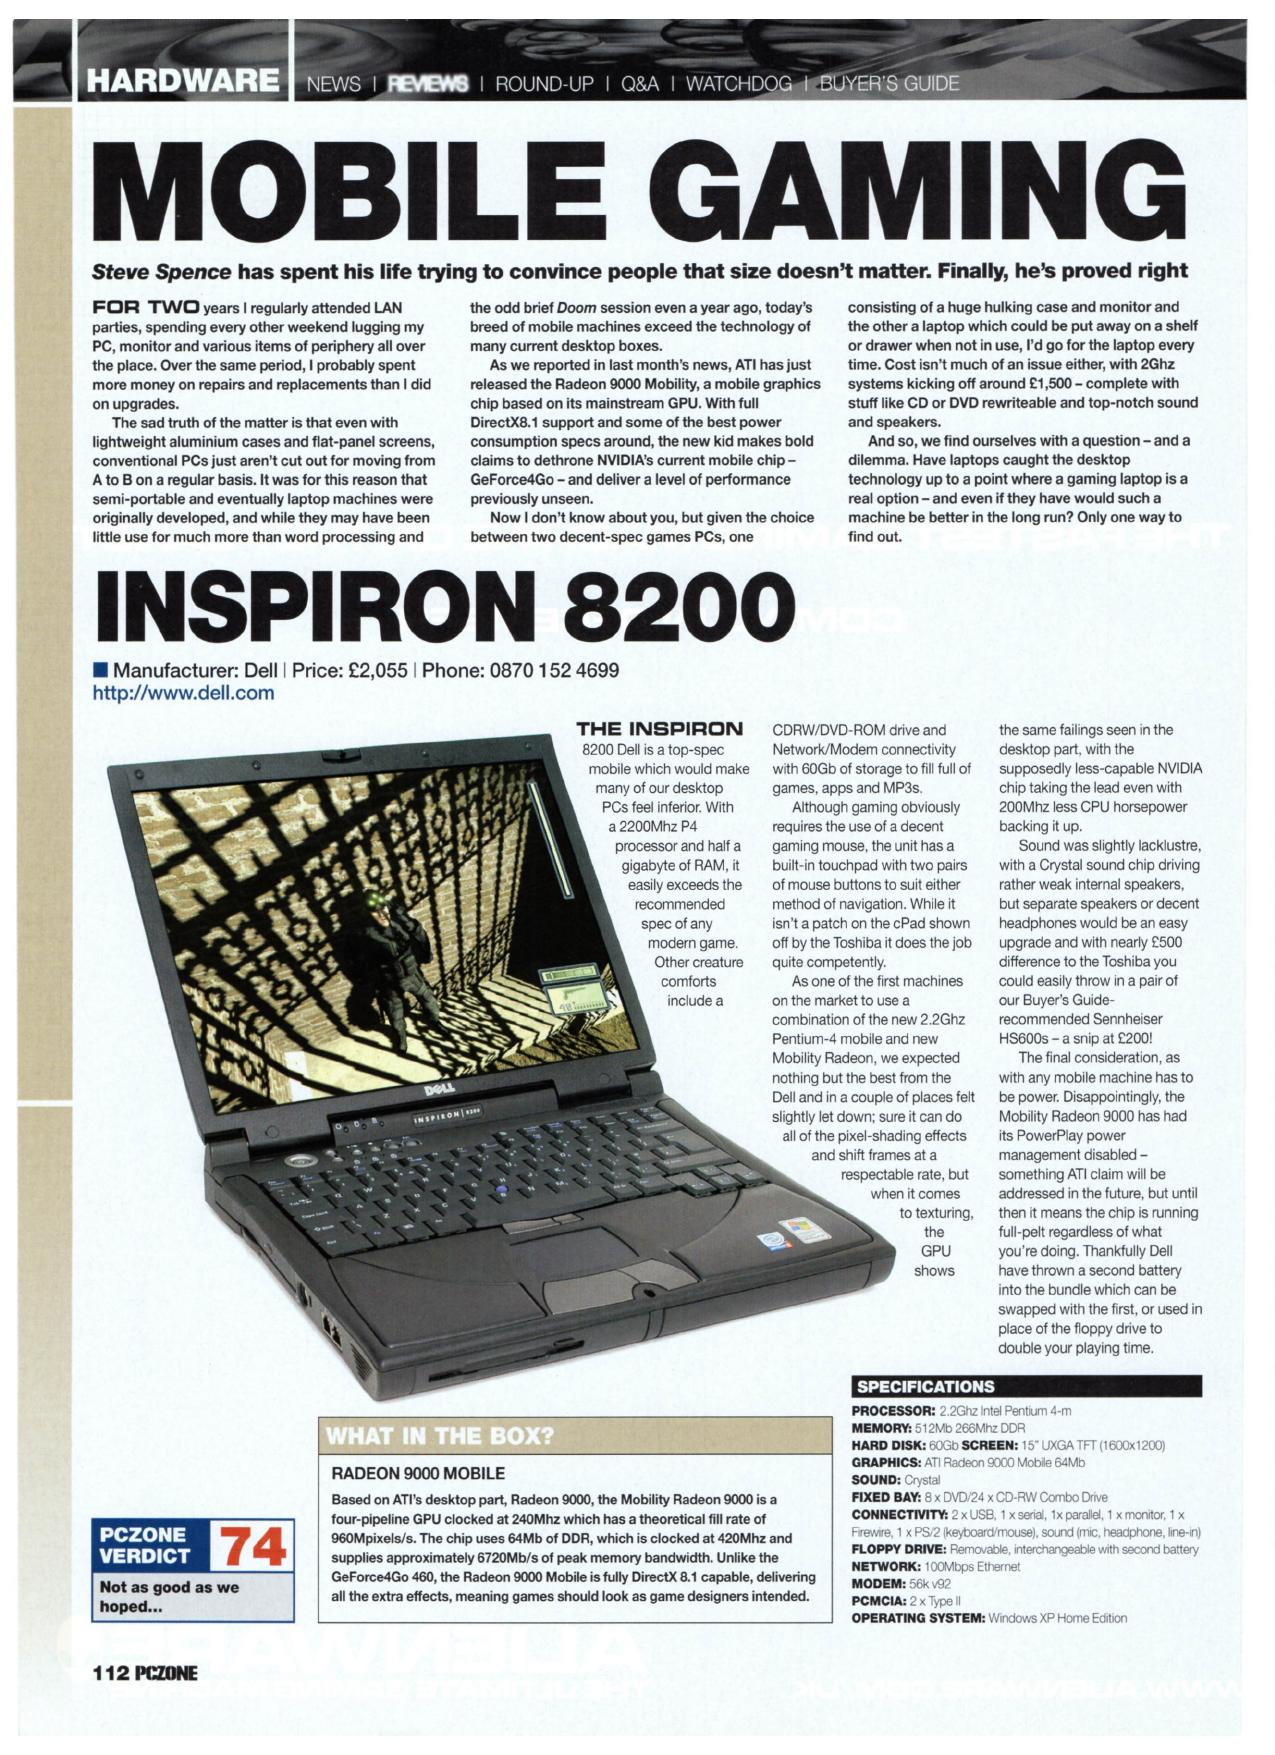 HARDWARE
NEWS | REVIEWS | ROUND-UP | Q&A | WATCHDOG | BUYER'S GUIDE
MOBILE GAMING
Steve Spence has spent his life trying to convince people that size doesn't matter. Finally, he's proved right
FOR TWO years I regularly attended LAN
parties, spending every other weekend lugging my
PC, monitor and various items of periphery all over
the place. Over the same period, I probably spent
more money on repairs and replacements than I did
on upgrades.
The sad truth of the matter is that even with
lightweight aluminium cases and flat-panel screens,
conventional PCs just aren't cut out for moving from
A to B on a regular basis. It was for this reason that
semi-portable and eventually laptop machines were
originally developed, and while they may have been
little use for much more than word processing and
the odd brief Doom session even a year ago, today's
breed of mobile machines exceed the technology of
many current desktop boxes.
As we reported in last month's news, ATI has just
released the Radeon 9000 Mobility, a mobile graphics
chip based on its mainstream GPU. With full
DirectX8.1 support and some of the best power
consumption specs around, the new kid makes bold
claims to dethrone NVIDIA's current mobile chip –
GeForce4Go – and deliver a level of performance
previously unseen.
Now I don't know about you, but given the choice
between two decent-spec games PCs, one
consisting of a huge hulking case and monitor and
the other a laptop which could be put away on a shelf
or drawer when not in use, I'd go for the laptop every
time. Cost isn't much of an issue either, with 2Ghz
systems kicking off around £1,500 – complete with
stuff like CD or DVD rewriteable and top-notch sound
and speakers.
And so, we find ourselves with a question – and a
dilemma. Have laptops caught the desktop
technology up to a point where a gaming laptop is a
real option – and even if they have would such a
machine be better in the long run? Only one way to
find out.
INSPIRON 8200
Manufacturer: Dell | Price: £2,055 | Phone: 0870 152 4699
http://www.dell.com
THE INSPIRON
8200 Dell is a top-spec
mobile which would make
many of our desktop
PCs feel inferior. With
a 2200Mhz P4
processor and half a
gigabyte of RAM, it
easily exceeds the
recommended
spec of any
modern game.
Other creature
comforts
include a
CDRW/DVD-ROM drive and
Network/Modem connectivity
with 60Gb of storage to fill full of
games, apps and MP3s.
Although gaming obviously
requires the use of a decent
gaming mouse, the unit has a
built-in touchpad with two pairs
of mouse buttons to suit either
method of navigation. While it
isn't a patch on the cPad shown
off by the Toshiba it does the job
quite competently.
As one of the first machines
on the market to use a
combination of the new 2.2Ghz
Pentium-4 mobile and new
Mobility Radeon, we expected
nothing but the best from the
Dell and in a couple of places felt
slightly let down; sure it can do
all of the pixel-shading effects
and shift frames at a
respectable rate, but
when it comes
to texturing,
the
GPU
shows
the same failings seen in the
desktop part, with the
supposedly less-capable NVIDIA
chip taking the lead even with
200Mhz less CPU horsepower
backing it up.
Sound was slightly lacklustre,
with a Crystal sound chip driving
rather weak internal speakers,
but separate speakers or decent
headphones would be an easy
upgrade and with nearly £500
difference to the Toshiba you
could easily throw in a pair of
our Buyer's Guide-
recommended Sennheiser
HS600s – a snip at £200!
The final consideration, as
with any mobile machine has to
be power. Disappointingly, the
Mobility Radeon 9000 has had
its PowerPlay power
management disabled –
something ATI claim will be
addressed in the future, but until
then it means the chip is running
full-pelt regardless of what
you're doing. Thankfully Dell
have thrown a second battery
into the bundle which can be
swapped with the first, or used in
place of the floppy drive to
double your playing time.
DELL
INSPIRON 8200
SPECIFICATIONS
PROCESSOR: 2.2Ghz Intel Pentium 4-m
MEMORY: 512Mb 266Mhz DDR
HARD DISK: 60Gb SCREEN: 15" UXGA TFT (1600x1200)
GRAPHICS: ATI Radeon 9000 Mobile 64Mb
SOUND: Crystal
FIXED BAY: 8 x DVD/24 x CD-RW Combo Drive
CONNECTIVITY: 2 x USB, 1 x serial, 1x parallel, 1 x monitor, 1 x
Firewire, 1 x PS/2 (keyboard/mouse), sound (mic, headphone, line-in)
FLOPPY DRIVE: Removable, interchangeable with second battery
NETWORK: 100Mbps Ethernet
MODEM: 56k v92
PCMCIA: 2 x Type II
OPERATING SYSTEM: Windows XP Home Edition
WHAT IN THE BOX?
RADEON 9000 MOBILE
Based on ATI's desktop part, Radeon 9000, the Mobility Radeon 9000 is a
four-pipeline GPU clocked at 240Mhz which has a theoretical fill rate of
960Mpixels/s. The chip uses 64Mb of DDR, which is clocked at 420Mhz and
supplies approximately 6720Mb/s of peak memory bandwidth. Unlike the
GeForce4Go 460, the Radeon 9000 Mobile is fully DirectX 8.1 capable, delivering
all the extra effects, meaning games should look as game designers intended.
PCZONE
VERDICT
74
Not as good as we
hoped...
112 PCZONE